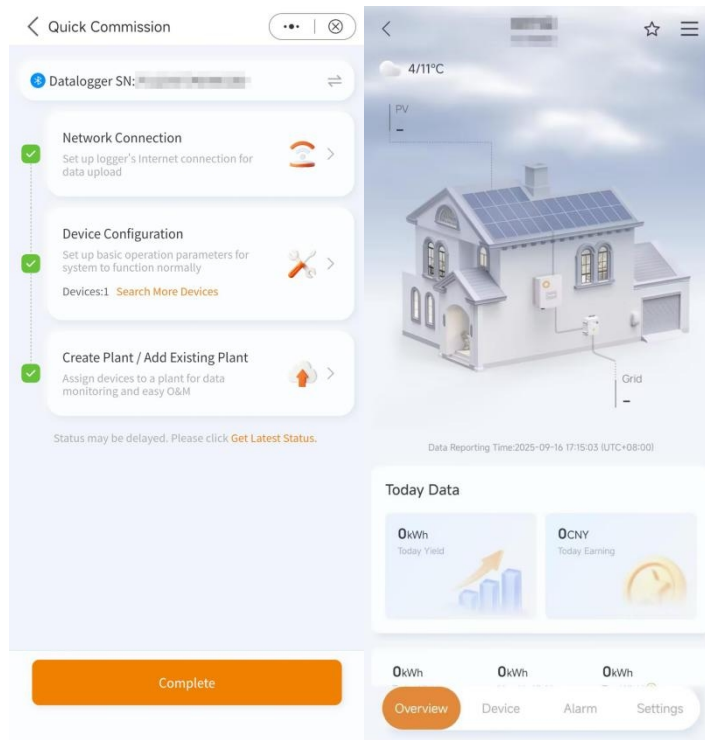 Quick Commission
Datalogger SN:
Network Connection
Set up logger's Internet connection for
data upload
Device Configuration
Set up basic operation parameters for
system to function normally
Devices:1 Search More Devices
Create Plant / Add Existing Plant
Assign devices to a plant for data
monitoring and easy O&M
Status may be delayed. Please click Get Latest Status.
Complete
4/11°C
PV
–
Grid
–
Data Reporting Time:2025-09-16 17:15:03 (UTC+08:00)
Today Data
0kWh
Today Yield
0CNY
Today Earning
0kWh
0kWh
0kWh
Overview
Device
Alarm
Settings